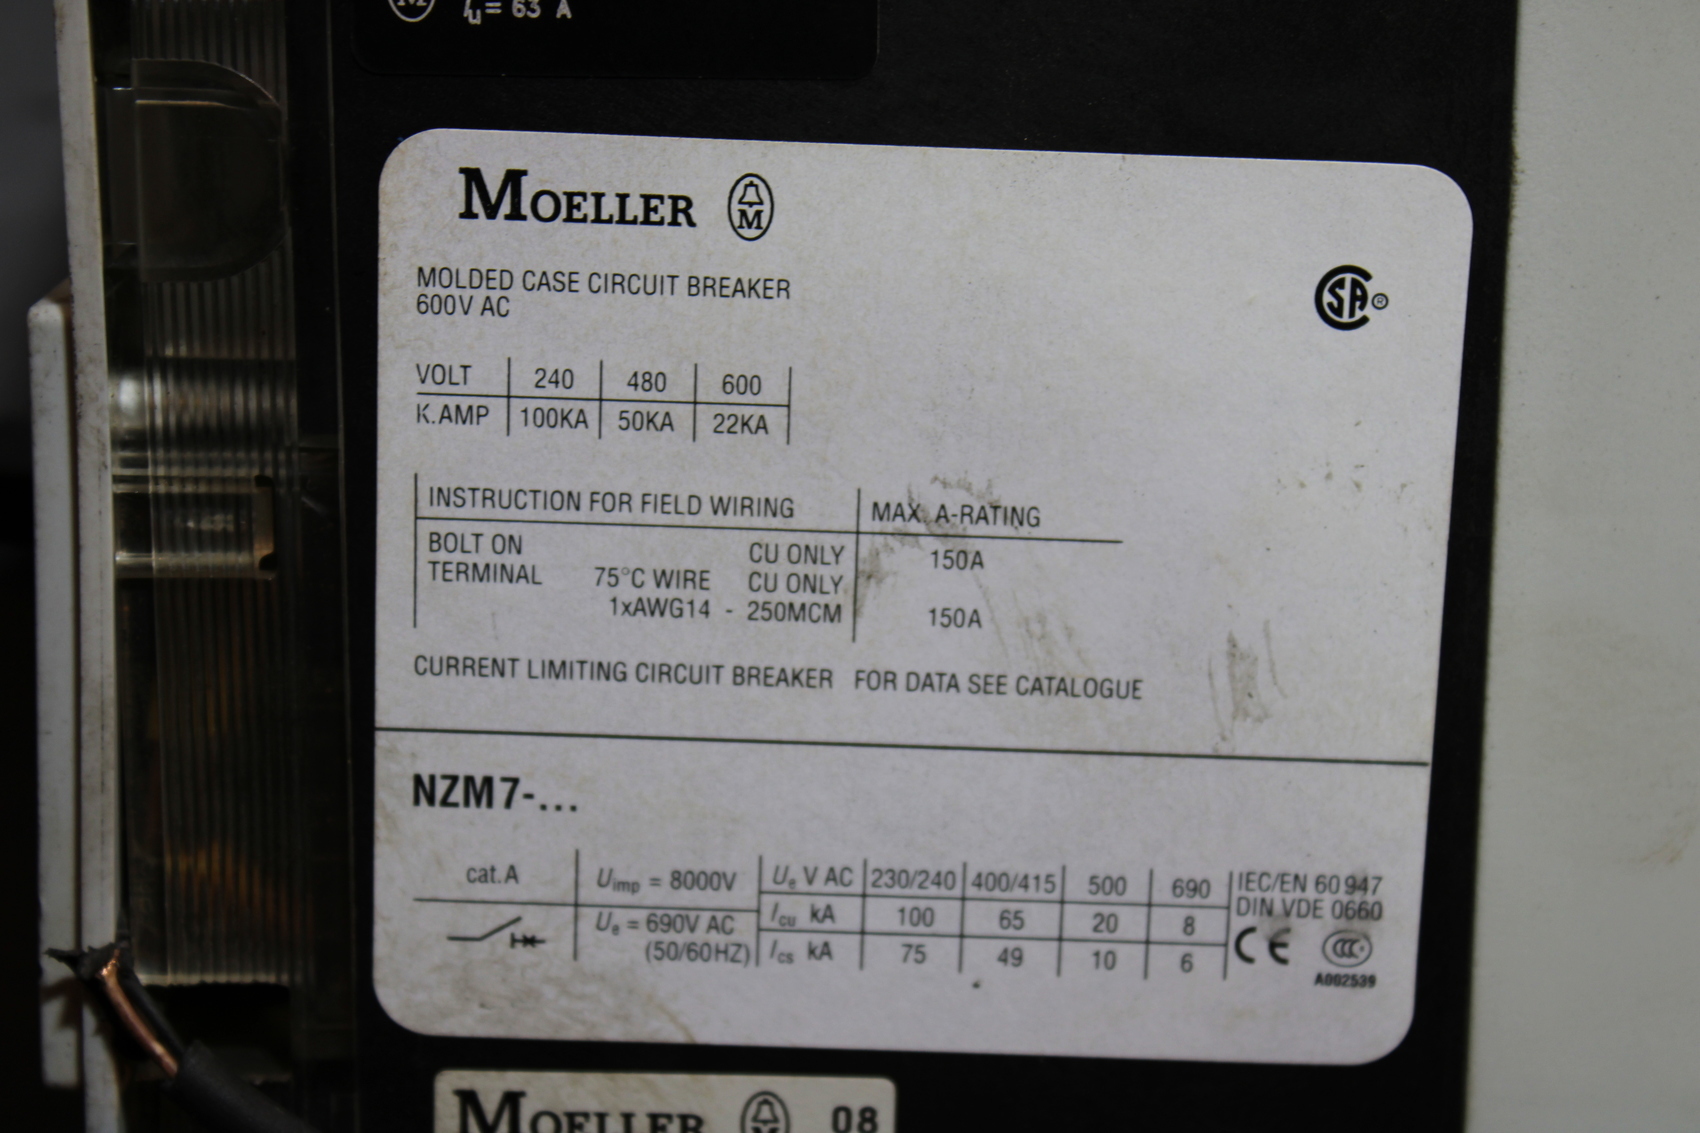 Iu = 63 A
MOELLER M
MOLDED CASE CIRCUIT BREAKER
600V AC
SA ®
VOLT 240 480 600
K.AMP 100KA 50KA 22KA
INSTRUCTION FOR FIELD WIRING MAX. A-RATING
BOLT ON CU ONLY 150A
TERMINAL 75°C WIRE CU ONLY
1xAWG14 - 250MCM 150A
CURRENT LIMITING CIRCUIT BREAKER FOR DATA SEE CATALOGUE
NZM7-...
cat.A Uimp = 8000V Ue V AC 230/240 400/415 500 690 IEC/EN 60947
DIN VDE 0660
Ue = 690V AC Icu kA 100 65 20 8
(50/60HZ) Ics kA 75 49 10 6 CE CCC
A002539
MOELLER M 08